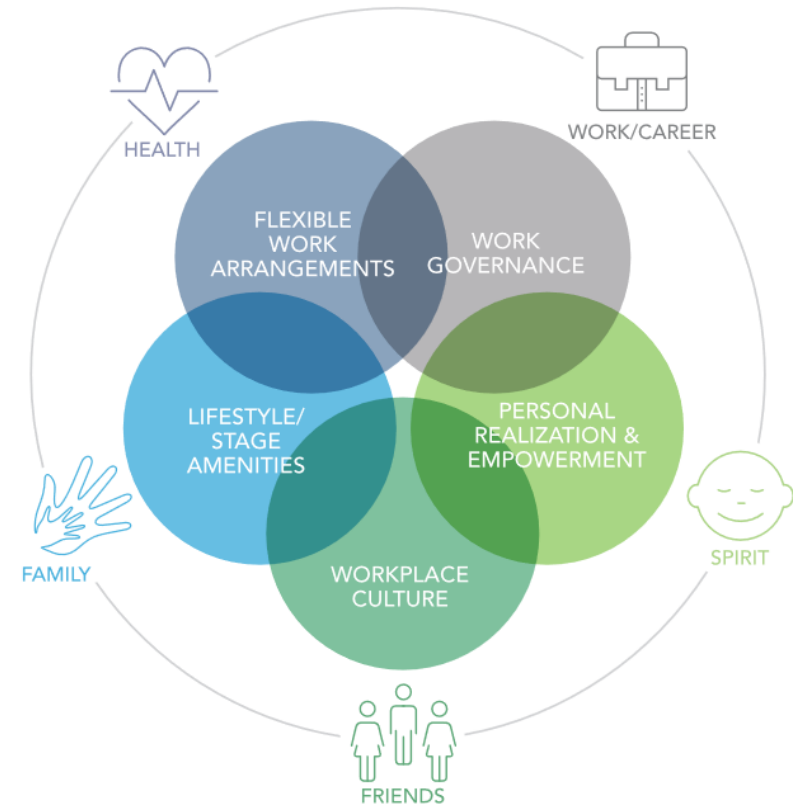 HEALTH
WORK/CAREER
FLEXIBLE
WORK
ARRANGEMENTS
WORK
GOVERNANCE
LIFESTYLE/
STAGE
AMENITIES
PERSONAL
REALIZATION &
EMPOWERMENT
FAMILY
SPIRIT
WORKPLACE
CULTURE
FRIENDS